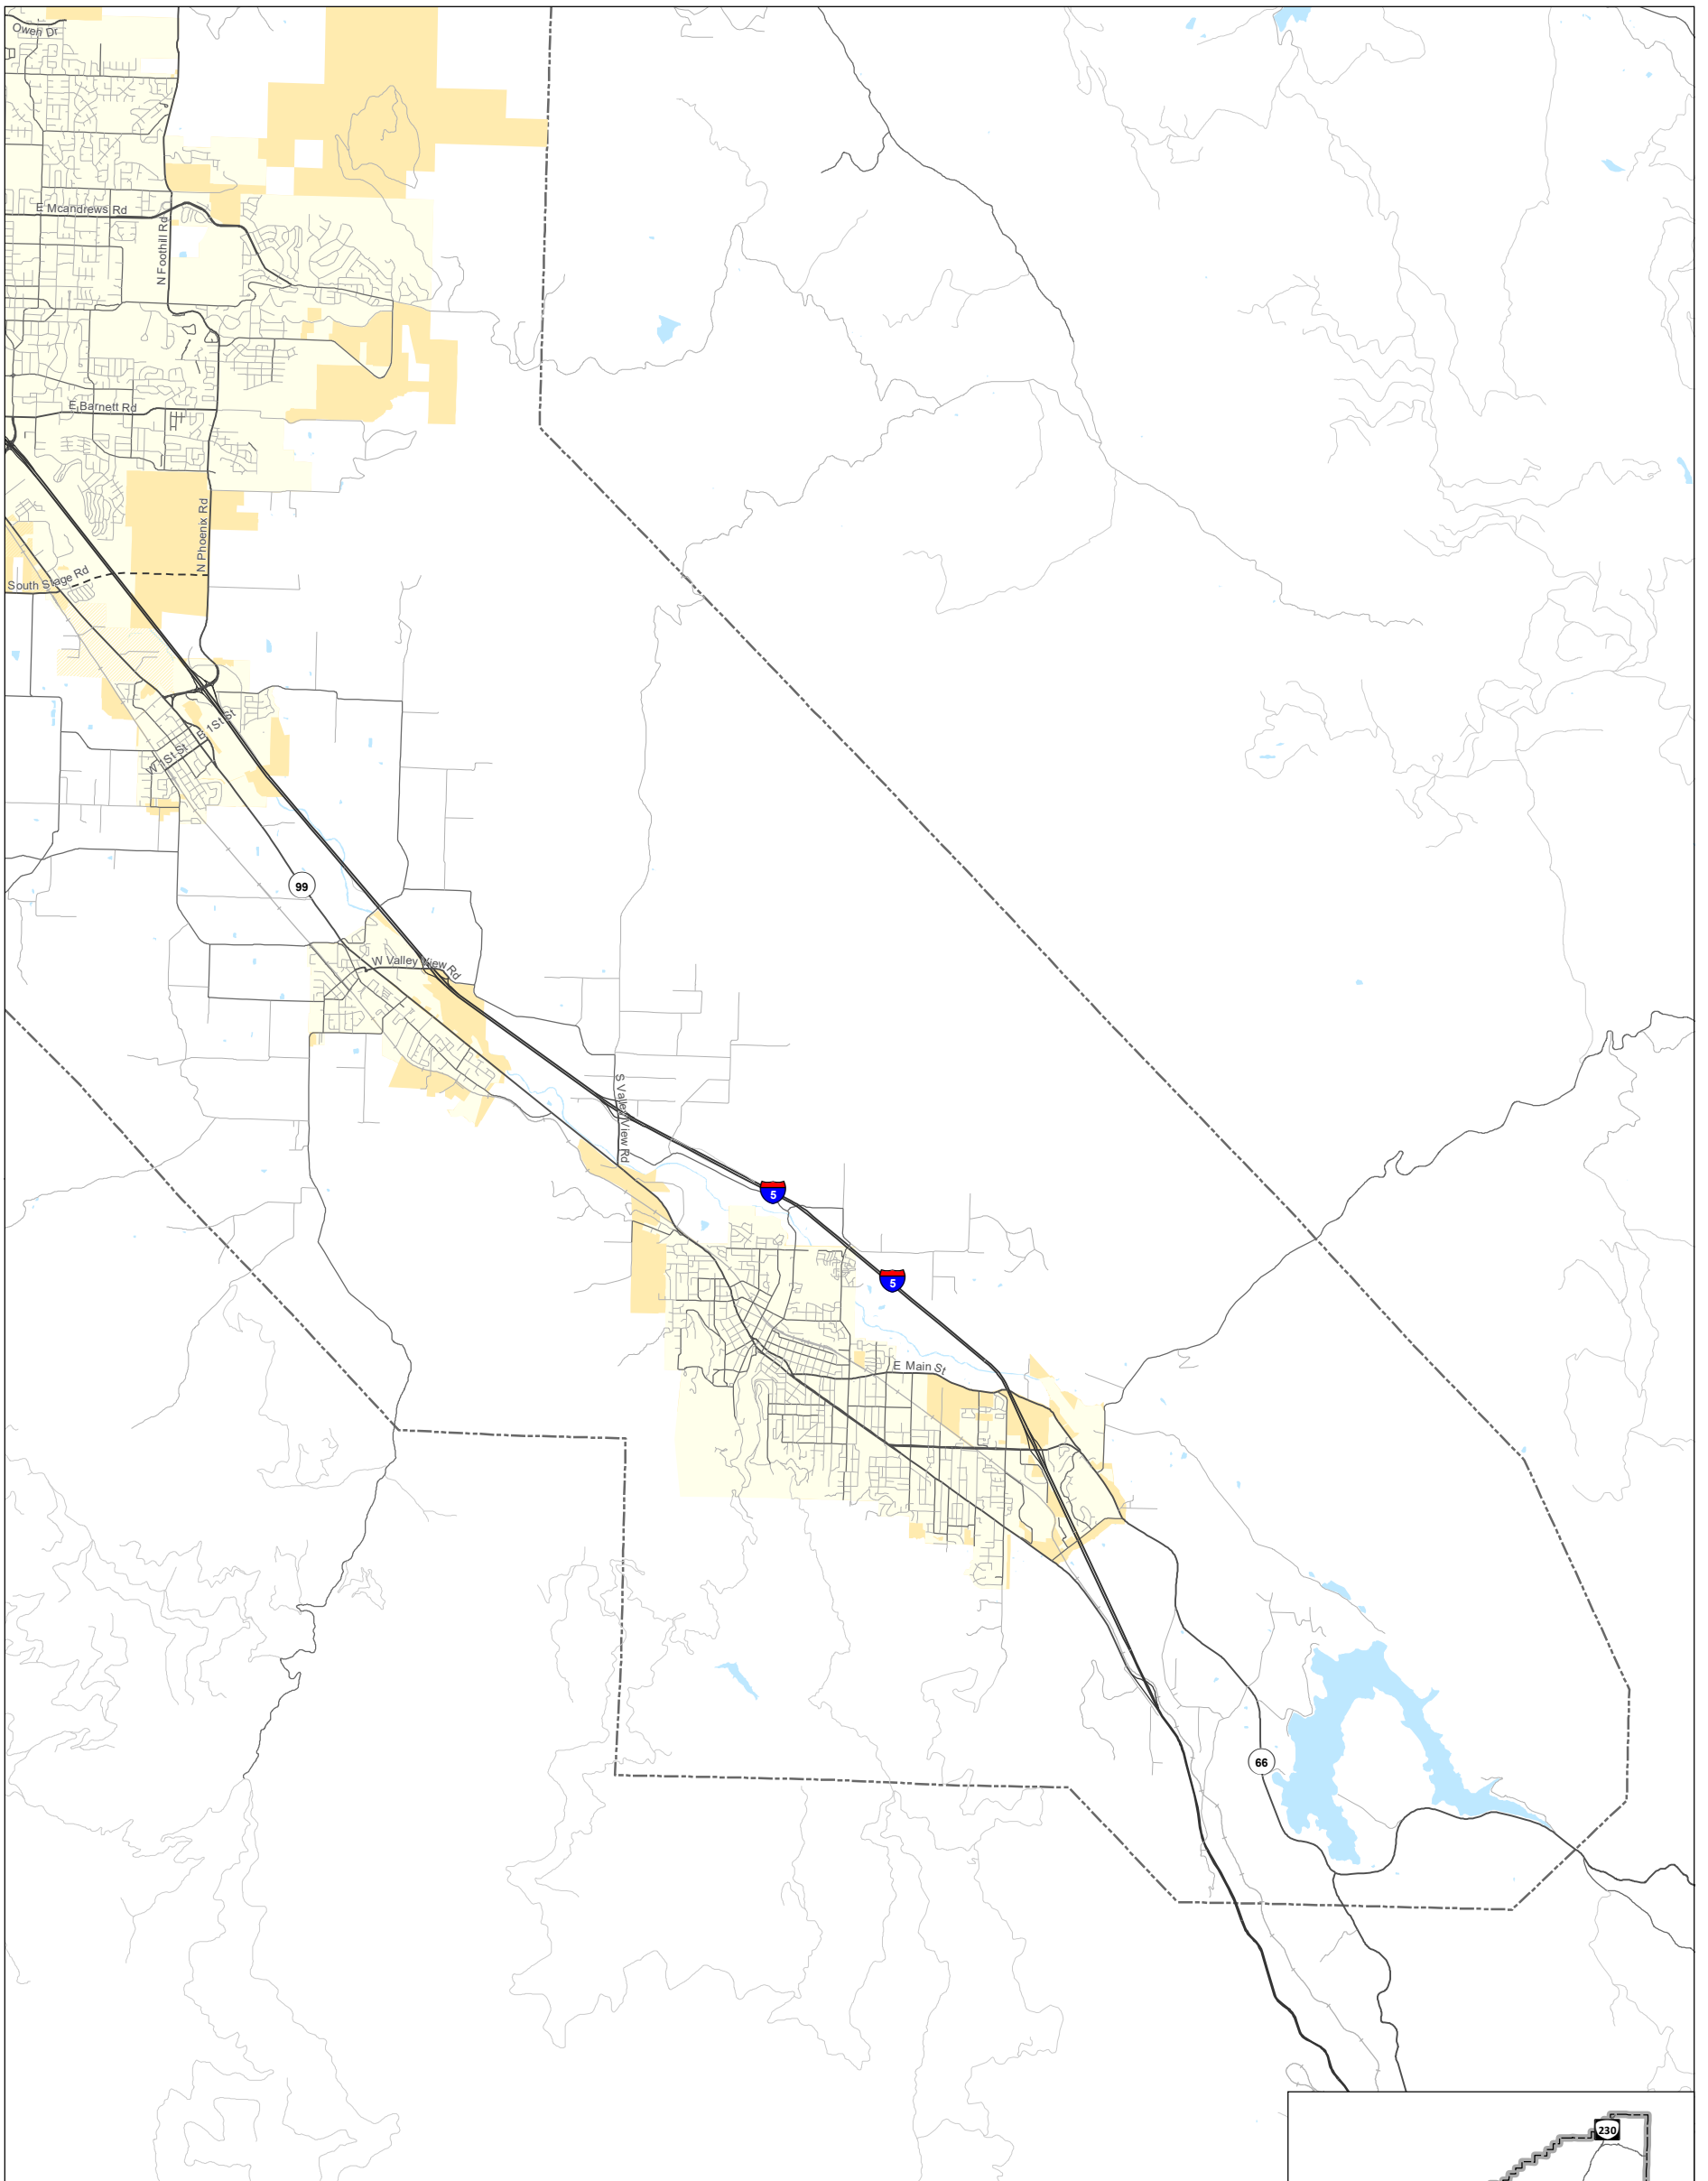 Owen Dr
E Mcandrews Rd
N Foothill Rd
E Barnett Rd
N Phoenix Rd
South Stage Rd
E 1St St
W 1St St
99
W Valley View Rd
S Valley View Rd
5
5
E Main St
66
230